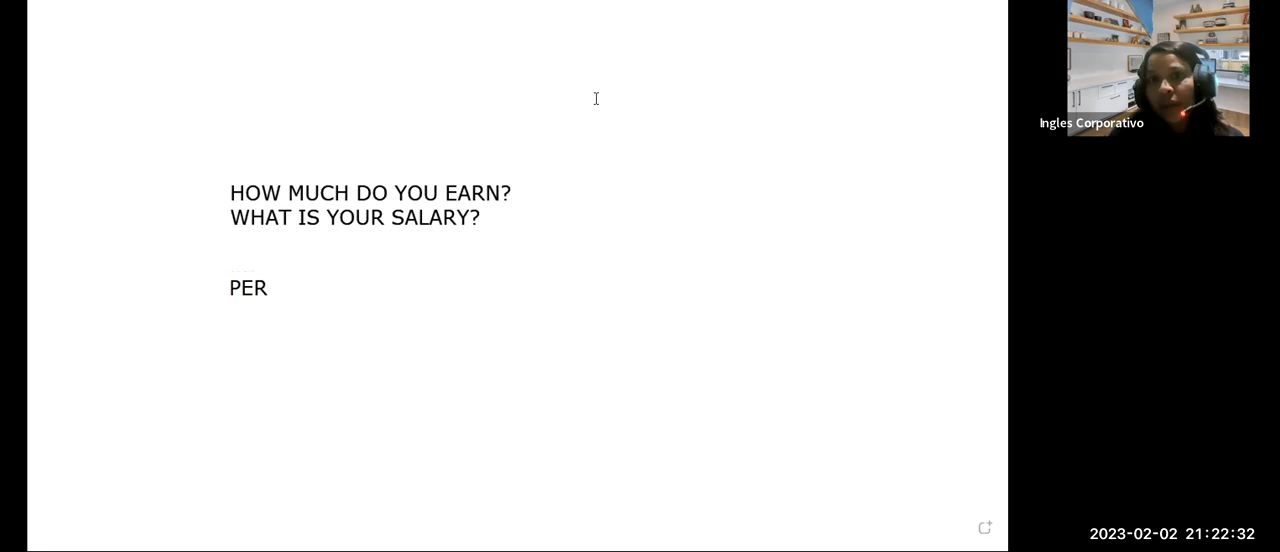 HOW MUCH DO YOU EARN?
WHAT IS YOUR SALARY?
PER
Ingles Corporativo
2023-02-02 21:22:32